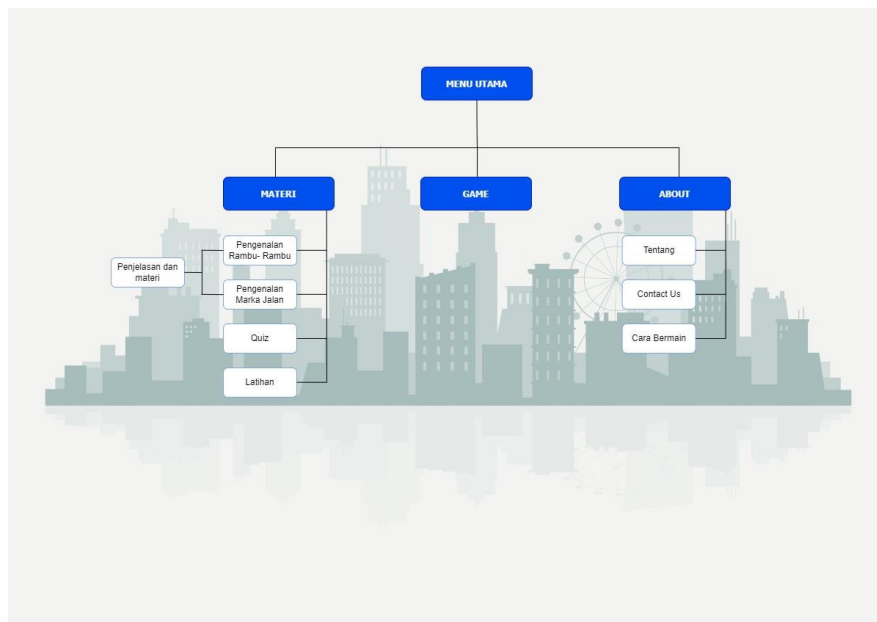 MENU UTAMA
MATERI
GAME
ABOUT
Pengenalan
Rambu- Rambu
Penjelasan dan
materi
Pengenalan
Marka Jalan
Quiz
Latihan
Tentang
Contact Us
Cara Bermain